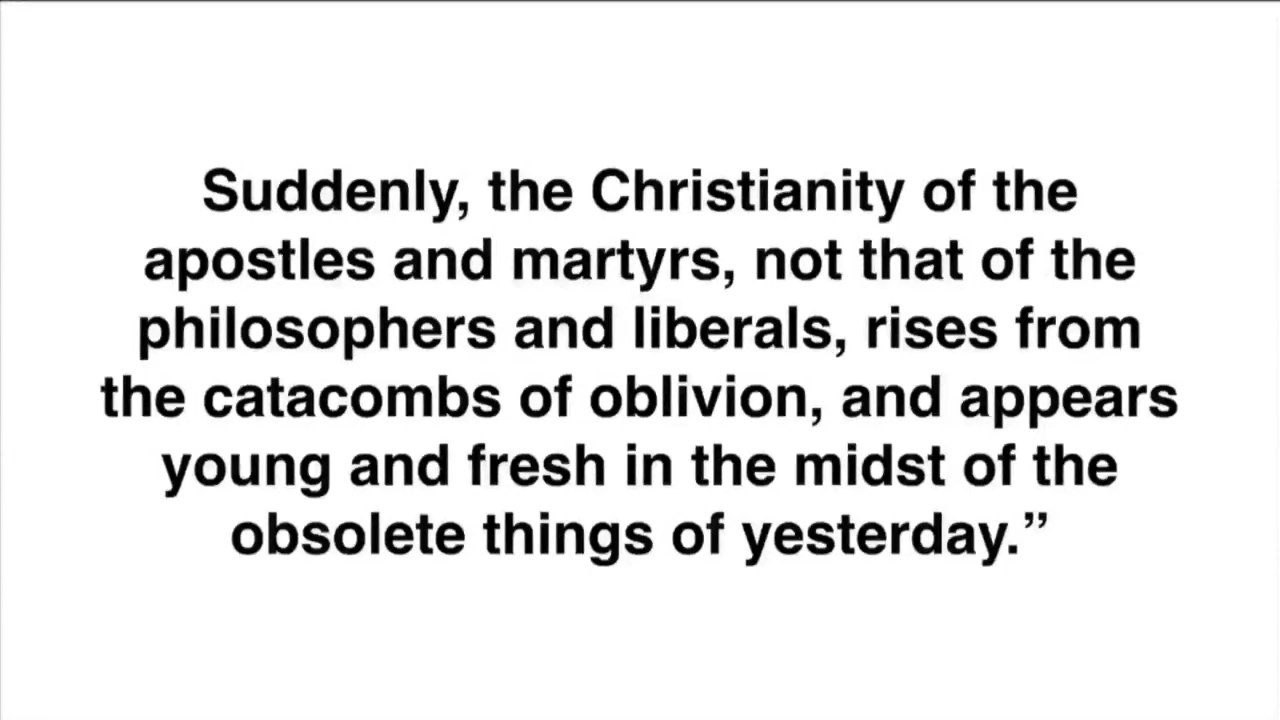 Suddenly, the Christianity of the
apostles and martyrs, not that of the
philosophers and liberals, rises from
the catacombs of oblivion, and appears
young and fresh in the midst of the
obsolete things of yesterday.”